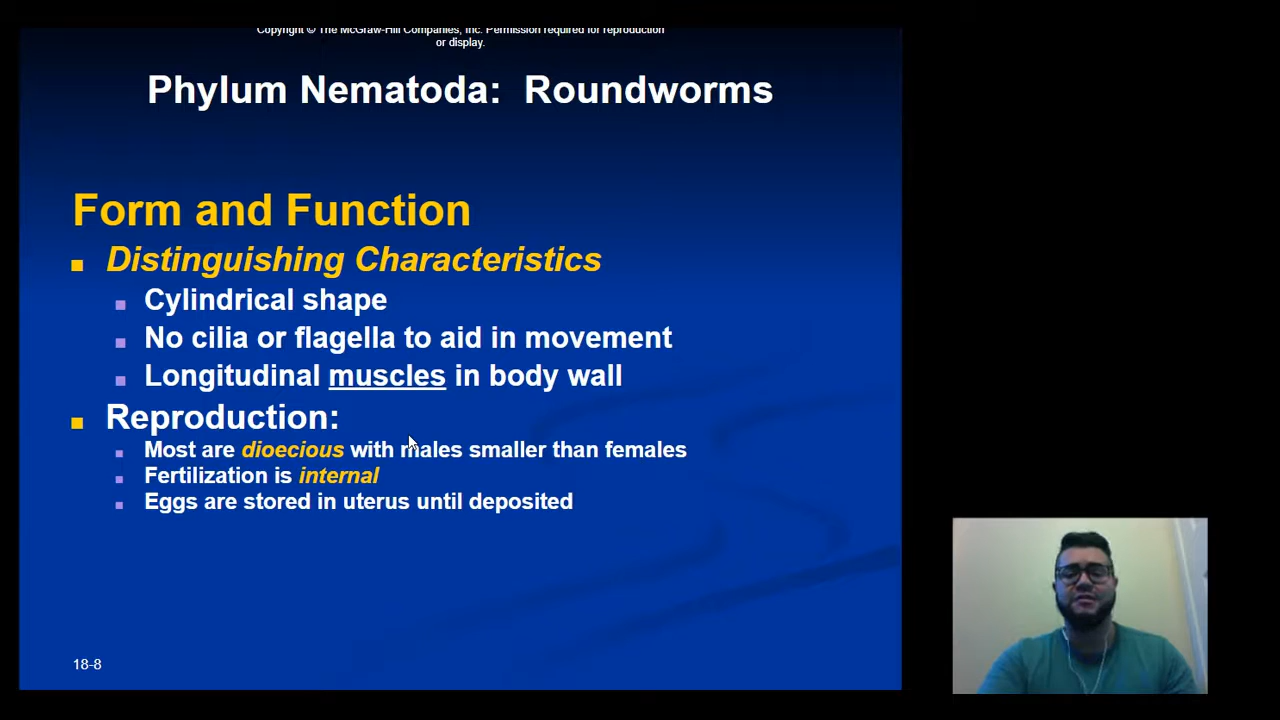 Copyright © The McGraw-Hill Companies, Inc. Permission required for reproduction
or display.
Phylum Nematoda: Roundworms
Form and Function
Distinguishing Characteristics
Cylindrical shape
No cilia or flagella to aid in movement
Longitudinal muscles in body wall
Reproduction:
Most are dioecious with males smaller than females
Fertilization is internal
Eggs are stored in uterus until deposited
18-8